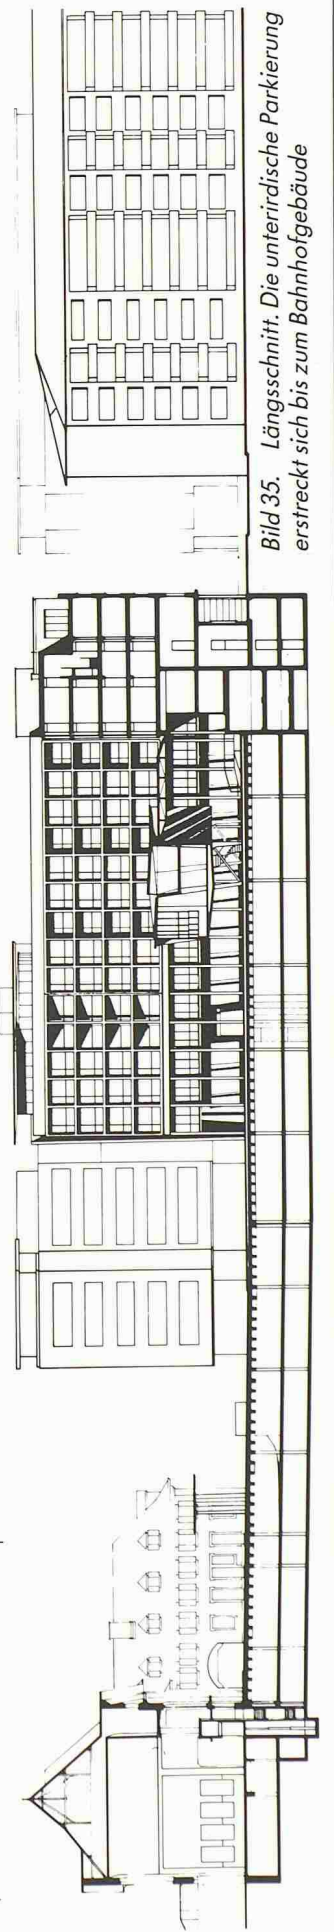 Bild 35. Längsschnitt. Die unterirdische Parkierung
erstreckt sich bis zum Bahnhofgebäude